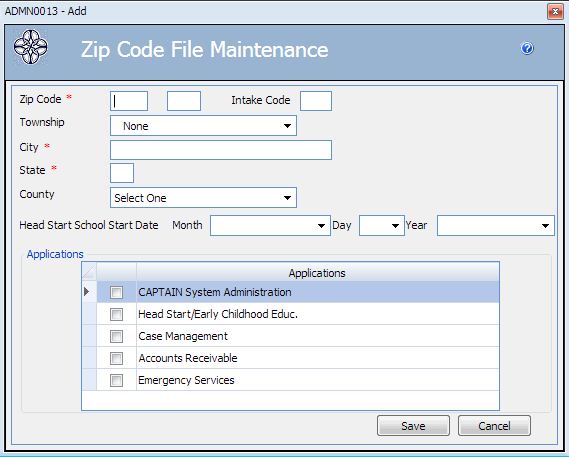 ADMN0013 - Add
Zip Code File Maintenance
?
Zip Code * Intake Code
Township None
City *
State *
County Select One
Head Start School Start Date Month Day Year
Applications
Applications
CAPTAIN System Administration
Head Start/Early Childhood Educ.
Case Management
Accounts Receivable
Emergency Services
Save Cancel